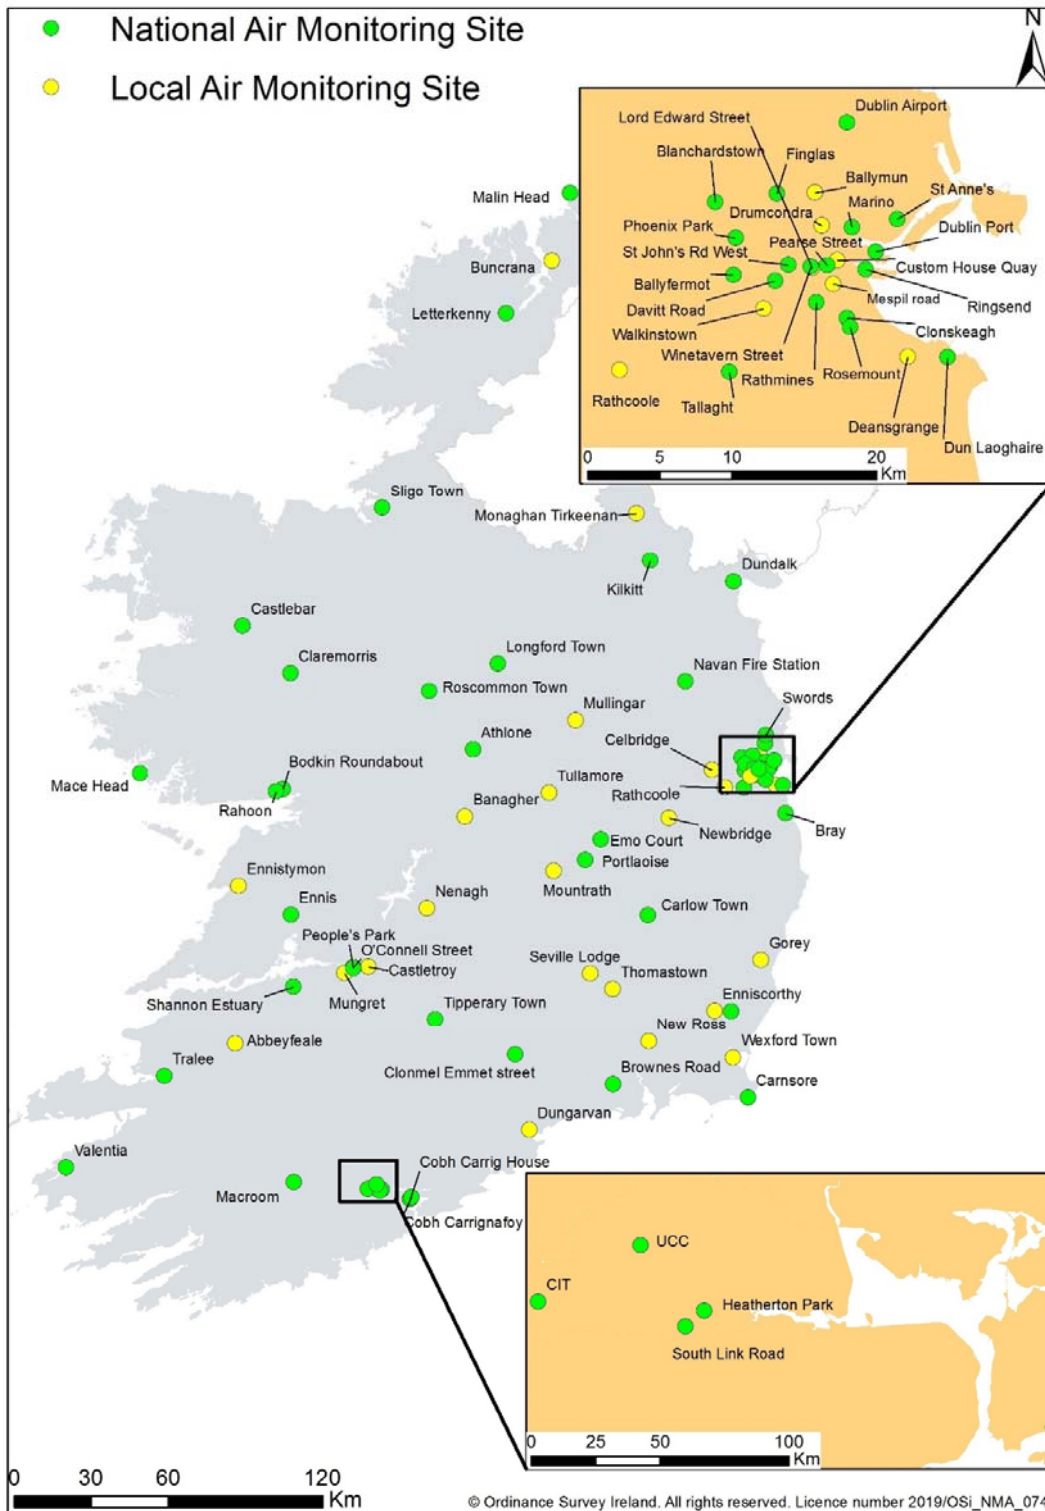 National Air Monitoring Site
Local Air Monitoring Site
N
Dublin Airport
Lord Edward Street
Blanchardstown
Finglas
Ballymun
St Anne's
Drumcondra
Marino
Phoenix Park
Dublin Port
Pearse Street
St John's Rd West
Custom House Quay
Ballyfermot
Mespil road
Ringsend
Davitt Road
Clonskeagh
Walkinstown
Winetavern Street
Rathmines
Rosemount
Rathcoole
Tallaght
Deansgrange
Dun Laoghaire
0 5 10 20
Km
Malin Head
Buncrana
Letterkenny
Sligo Town
Monaghan Tirkeenan
Kilkitt
Dundalk
Castlebar
Claremorris
Longford Town
Roscommon Town
Navan Fire Station
Swords
Mullingar
Athlone
Celbridge
Mace Head
Bodkin Roundabout
Tullamore
Rahoon
Banagher
Rathcoole
Newbridge
Bray
Emo Court
Portlaoise
Ennistymon
Mountrath
Ennis
Nenagh
Carlow Town
People's Park
O'Connell Street
Castletroy
Seville Lodge
Gorey
Thomastown
Shannon Estuary
Mungret
Tipperary Town
Enniscorthy
New Ross
Abbeyfeale
Wexford Town
Tralee
Clonmel Emmet street
Brownes Road
Carnsore
Dungarvan
Valentia
Macroom
Cobh Carrig House
Cobh Carrignafoy
UCC
CIT
Heatherton Park
South Link Road
0 25 50 100
Km
0 30 60 120
Km
© Ordinance Survey Ireland. All rights reserved. Licence number 2019/OSi_NMA_07